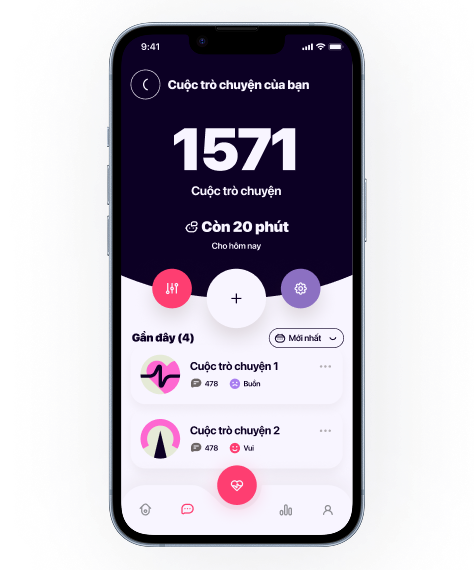 9:41
Cuộc trò chuyện của bạn
1571
Cuộc trò chuyện
Còn 20 phút
Cho hôm nay
Gần đây (4)
Mới nhất
Cuộc trò chuyện 1
478
Buồn
Cuộc trò chuyện 2
478
Vui